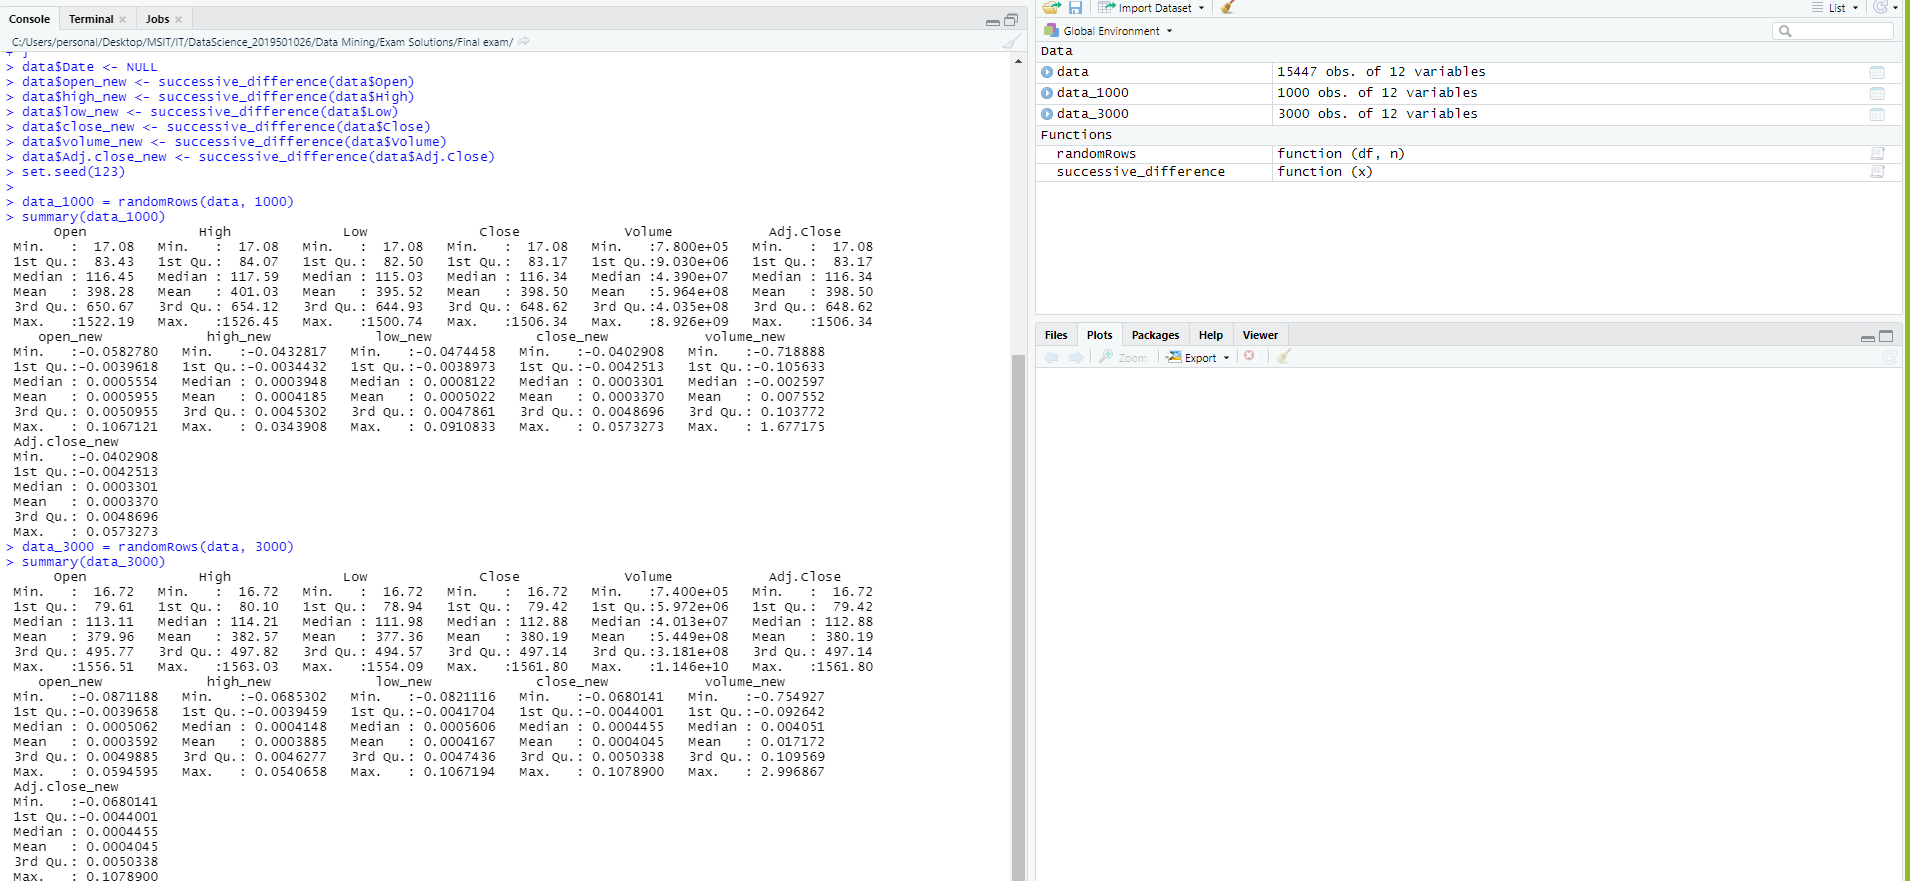 Console Terminal Jobs
C:/Users/personal/Desktop/MSIT/IT/DataScience_2019501026/Data Mining/Exam Solutions/Final exam/
> data$Date <- NULL
> data$open_new <- successive_difference(data$Open)
> data$high_new <- successive_difference(data$High)
> data$low_new <- successive_difference(data$Low)
> data$close_new <- successive_difference(data$Close)
> data$volume_new <- successive_difference(data$Volume)
> data$Adj.close_new <- successive_difference(data$Adj.Close)
> set.seed(123)
>
> data_1000 = randomRows(data, 1000)
> summary(data_1000)
Open High Low Close Volume Adj.Close
Min. : 17.08 Min. : 17.08 Min. : 17.08 Min. : 17.08 Min. :7.800e+05 Min. : 17.08
1st Qu.: 83.43 1st Qu.: 84.07 1st Qu.: 82.50 1st Qu.: 83.17 1st Qu.:9.030e+06 1st Qu.: 83.17
Median : 116.45 Median : 117.59 Median : 115.03 Median : 116.34 Median :4.390e+07 Median : 116.34
Mean : 398.28 Mean : 401.03 Mean : 395.52 Mean : 398.50 Mean :5.964e+08 Mean : 398.50
3rd Qu.: 650.67 3rd Qu.: 654.12 3rd Qu.: 644.93 3rd Qu.: 648.62 3rd Qu.:4.035e+08 3rd Qu.: 648.62
Max. :1522.19 Max. :1526.45 Max. :1500.74 Max. :1506.34 Max. :8.926e+09 Max. :1506.34
open_new high_new low_new close_new volume_new
Min. :-0.0582780 Min. :-0.0432817 Min. :-0.0474458 Min. :-0.0402908 Min. :-0.718888
1st Qu.:-0.0039618 1st Qu.:-0.0034432 1st Qu.:-0.0038973 1st Qu.:-0.0042513 1st Qu.:-0.105633
Median : 0.0005554 Median : 0.0003948 Median : 0.0008122 Median : 0.0003301 Median :-0.002597
Mean : 0.0005955 Mean : 0.0004185 Mean : 0.0005022 Mean : 0.0003370 Mean : 0.007552
3rd Qu.: 0.0050955 3rd Qu.: 0.0045302 3rd Qu.: 0.0047861 3rd Qu.: 0.0048696 3rd Qu.: 0.103772
Max. : 0.1067121 Max. : 0.0343908 Max. : 0.0910833 Max. : 0.0573273 Max. : 1.677175
Adj.close_new
Min. :-0.0402908
1st Qu.:-0.0042513
Median : 0.0003301
Mean : 0.0003370
3rd Qu.: 0.0048696
Max. : 0.0573273
> data_3000 = randomRows(data, 3000)
> summary(data_3000)
Open High Low Close Volume Adj.Close
Min. : 16.72 Min. : 16.72 Min. : 16.72 Min. : 16.72 Min. :7.400e+05 Min. : 16.72
1st Qu.: 79.61 1st Qu.: 80.10 1st Qu.: 78.94 1st Qu.: 79.42 1st Qu.:5.972e+06 1st Qu.: 79.42
Median : 113.11 Median : 114.21 Median : 111.98 Median : 112.88 Median :4.013e+07 Median : 112.88
Mean : 379.96 Mean : 382.57 Mean : 377.36 Mean : 380.19 Mean :5.449e+08 Mean : 380.19
3rd Qu.: 495.77 3rd Qu.: 497.82 3rd Qu.: 494.57 3rd Qu.: 497.14 3rd Qu.:3.181e+08 3rd Qu.: 497.14
Max. :1556.51 Max. :1563.03 Max. :1554.09 Max. :1561.80 Max. :1.146e+10 Max. :1561.80
open_new high_new low_new close_new volume_new
Min. :-0.0871188 Min. :-0.0685302 Min. :-0.0821116 Min. :-0.0680141 Min. :-0.754927
1st Qu.:-0.0039658 1st Qu.:-0.0039459 1st Qu.:-0.0041704 1st Qu.:-0.0044001 1st Qu.:-0.092642
Median : 0.0005062 Median : 0.0004148 Median : 0.0005606 Median : 0.0004455 Median : 0.004051
Mean : 0.0003592 Mean : 0.0003885 Mean : 0.0004167 Mean : 0.0004045 Mean : 0.017172
3rd Qu.: 0.0049885 3rd Qu.: 0.0046277 3rd Qu.: 0.0047436 3rd Qu.: 0.0050338 3rd Qu.: 0.109569
Max. : 0.0594595 Max. : 0.0540658 Max. : 0.1067194 Max. : 0.1078900 Max. : 2.996867
Adj.close_new
Min. :-0.0680141
1st Qu.:-0.0044001
Median : 0.0004455
Mean : 0.0004045
3rd Qu.: 0.0050338
Max. : 0.1078900
Import Dataset List
Global Environment
Data
data 15447 obs. of 12 variables
data_1000 1000 obs. of 12 variables
data_3000 3000 obs. of 12 variables
Functions
randomRows function (df, n)
successive_difference function (x)
Files Plots Packages Help Viewer
Zoom Export